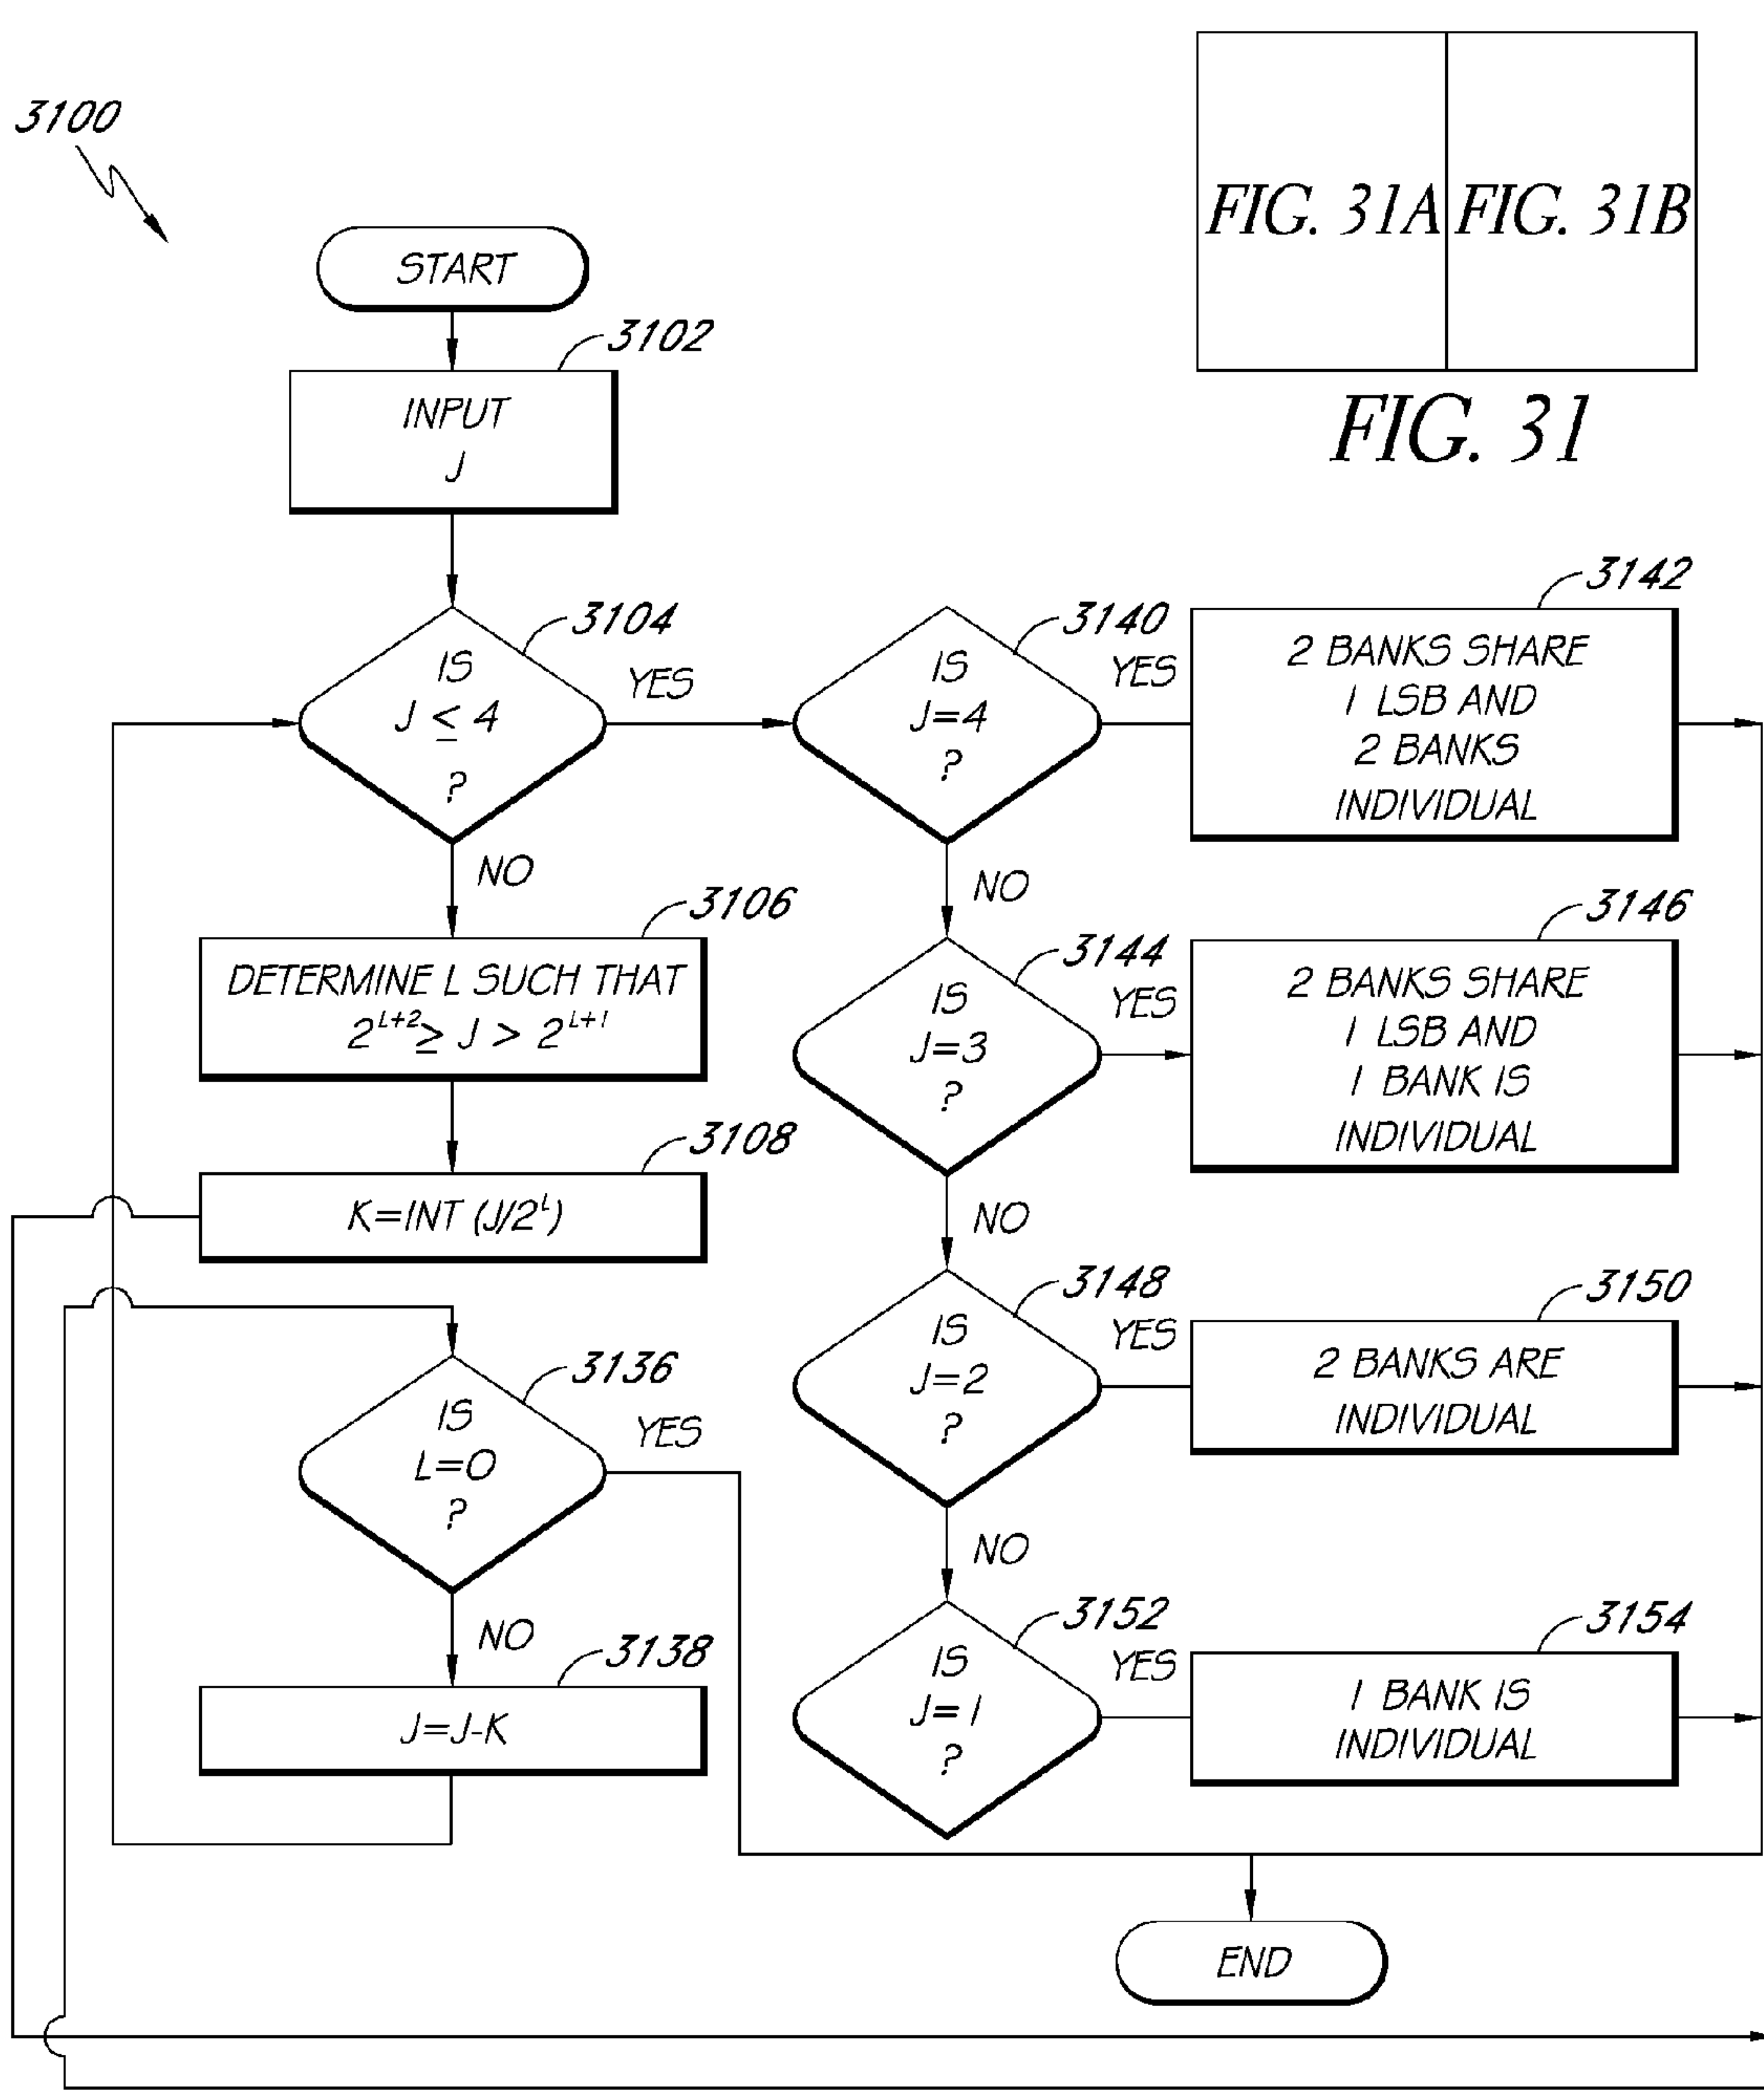 3100
FIG. 31A
FIG. 31B
FIG. 31
START
3102
INPUT
J
3104
IS
J ≤ 4
?
YES
NO
3106
DETERMINE L SUCH THAT
2^{L+2} ≥ J > 2^{L+1}
3108
K=INT (J/2^L)
3136
IS
L=0
?
YES
NO
3138
J=J-K
3140
IS
J=4
?
YES
NO
3142
2 BANKS SHARE
1 LSB AND
2 BANKS
INDIVIDUAL
3144
IS
J=3
?
YES
NO
3146
2 BANKS SHARE
1 LSB AND
1 BANK IS
INDIVIDUAL
3148
IS
J=2
?
YES
NO
3150
2 BANKS ARE
INDIVIDUAL
3152
IS
J=1
?
YES
3154
1 BANK IS
INDIVIDUAL
END